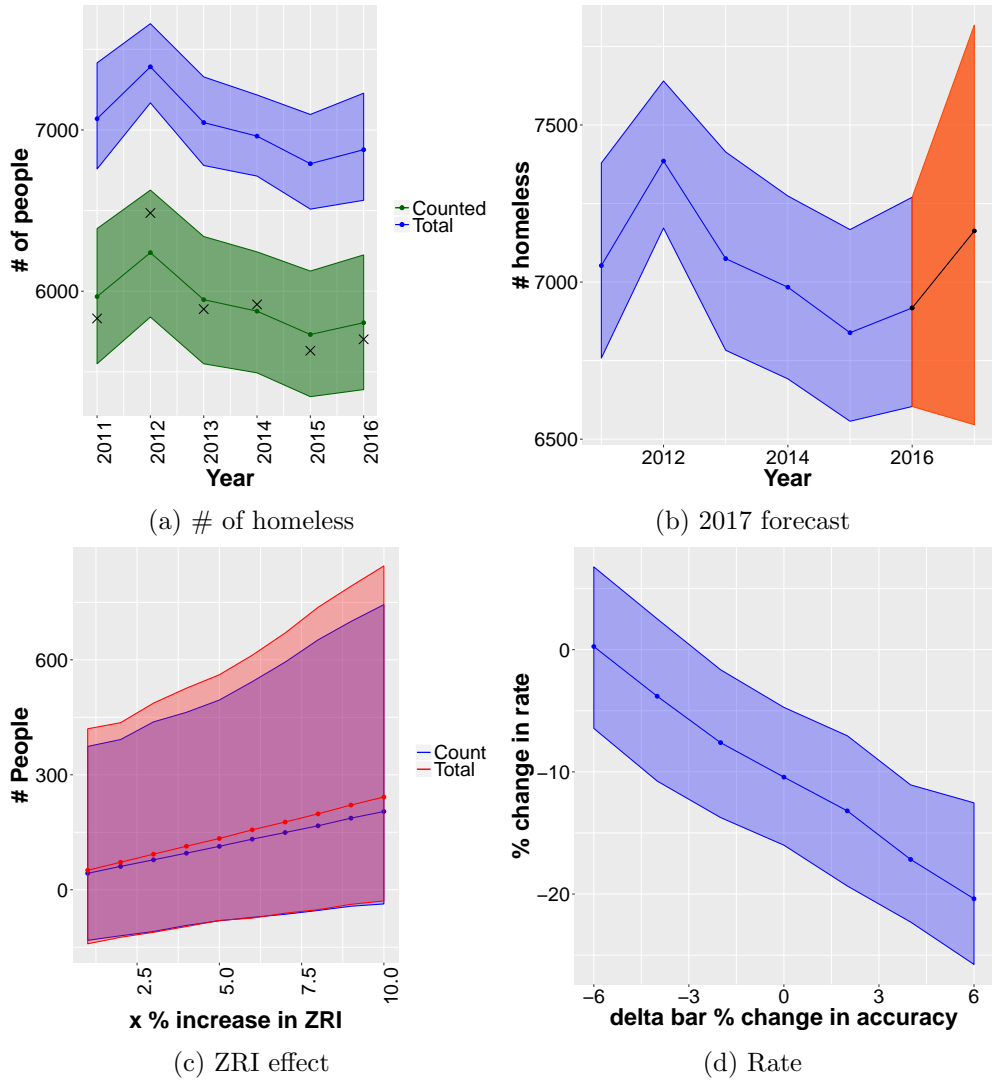 # of people
7000
6000
2011
2012
2013
2014
2015
2016
Year
Counted
Total
(a) # of homeless
# homeless
7500
7000
6500
2012
2014
2016
Year
(b) 2017 forecast
# People
600
300
0
2.5
5.0
7.5
10.0
x % increase in ZRI
Count
Total
(c) ZRI effect
% change in rate
0
−10
−20
−6
−3
0
3
6
delta bar % change in accuracy
(d) Rate